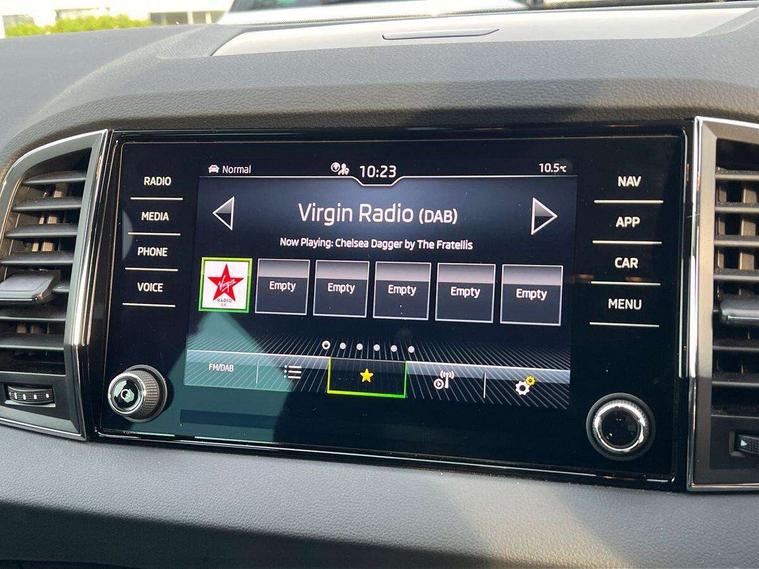 RADIO
MEDIA
PHONE
VOICE
Normal
10:23
10.5°C
Virgin Radio (DAB)
Now Playing: Chelsea Dagger by The Fratellis
Virgin
RADIO
UK
Empty
Empty
Empty
Empty
Empty
FM/DAB
NAV
APP
CAR
MENU